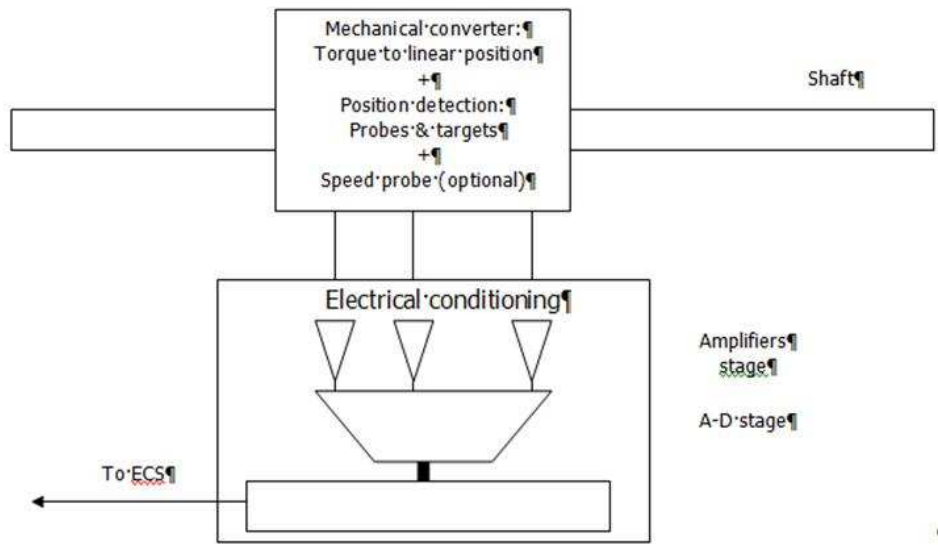 Mechanical·converter:¶
Torque·to·linear·position¶
+¶
Position·detection:¶
Probes·&·targets¶
+¶
Speed·probe·(optional)¶
Shaft¶
Electrical·conditioning¶
Amplifiers¶
stage¶
A-D·stage¶
To·ECS¶